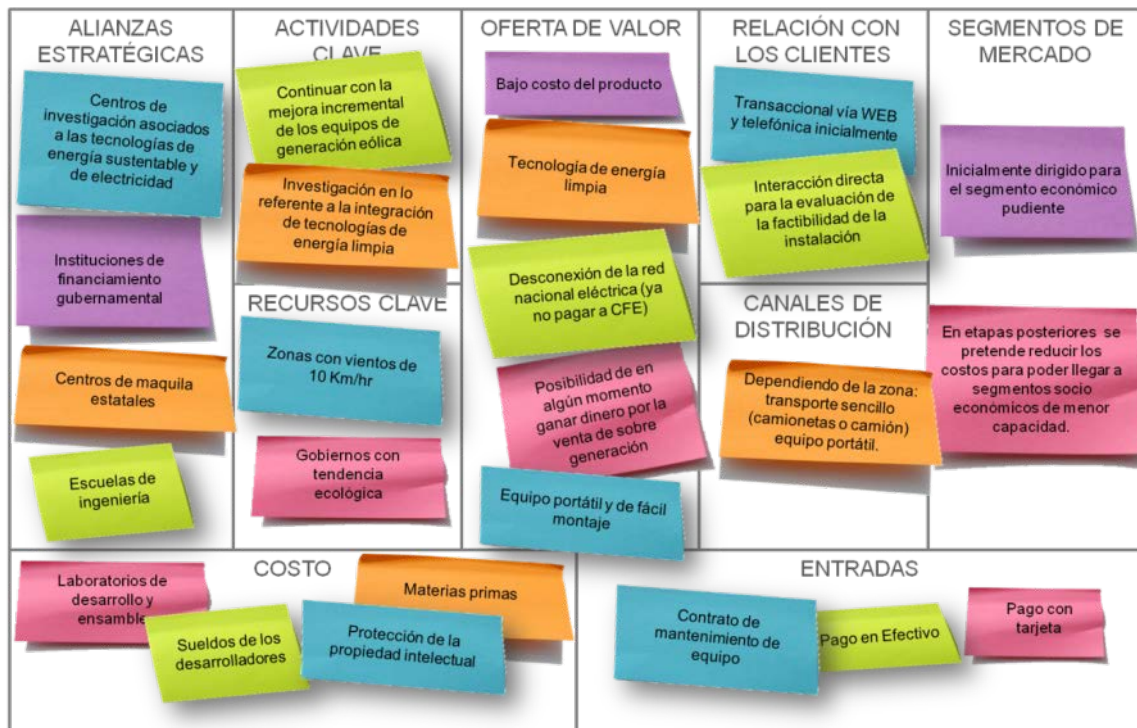 ALIANZAS
ESTRATÉGICAS
Centros de
investigación asociados
a las tecnologías de
energía sustentable y
de electricidad
Instituciones de
financiamiento
gubernamental
Centros de maquila
estatales
Escuelas de
ingeniería
ACTIVIDADES
CLAVE
Continuar con la
mejora incremental
de los equipos de
generación eólica
Investigación en lo
referente a la integración
de tecnologías de
energía limpia
RECURSOS CLAVE
Zonas con vientos de
10 Km/hr
Gobiernos con
tendencia
ecológica
OFERTA DE VALOR
Bajo costo del producto
Tecnología de energía
limpia
Desconexión de la red
nacional eléctrica (ya
no pagar a CFE)
Posibilidad de en
algún momento
ganar dinero por la
venta de sobre
generación
Equipo portátil y de fácil
montaje
RELACIÓN CON
LOS CLIENTES
Transaccional vía WEB
y telefónica inicialmente
Interacción directa
para la evaluación de
la factibilidad de la
instalación
CANALES DE
DISTRIBUCIÓN
Dependiendo de la zona:
transporte sencillo
(camionetas o camión)
equipo portátil.
SEGMENTOS DE
MERCADO
Inicialmente dirigido para
el segmento económico
pudiente
En etapas posteriores se
pretende reducir los
costos para poder llegar a
segmentos socio
económicos de menor
capacidad.
COSTO
Laboratorios de
desarrollo y
ensamble
Sueldos de los
desarrolladores
Materias primas
Protección de la
propiedad intelectual
ENTRADAS
Contrato de
mantenimiento de
equipo
Pago en Efectivo
Pago con
tarjeta